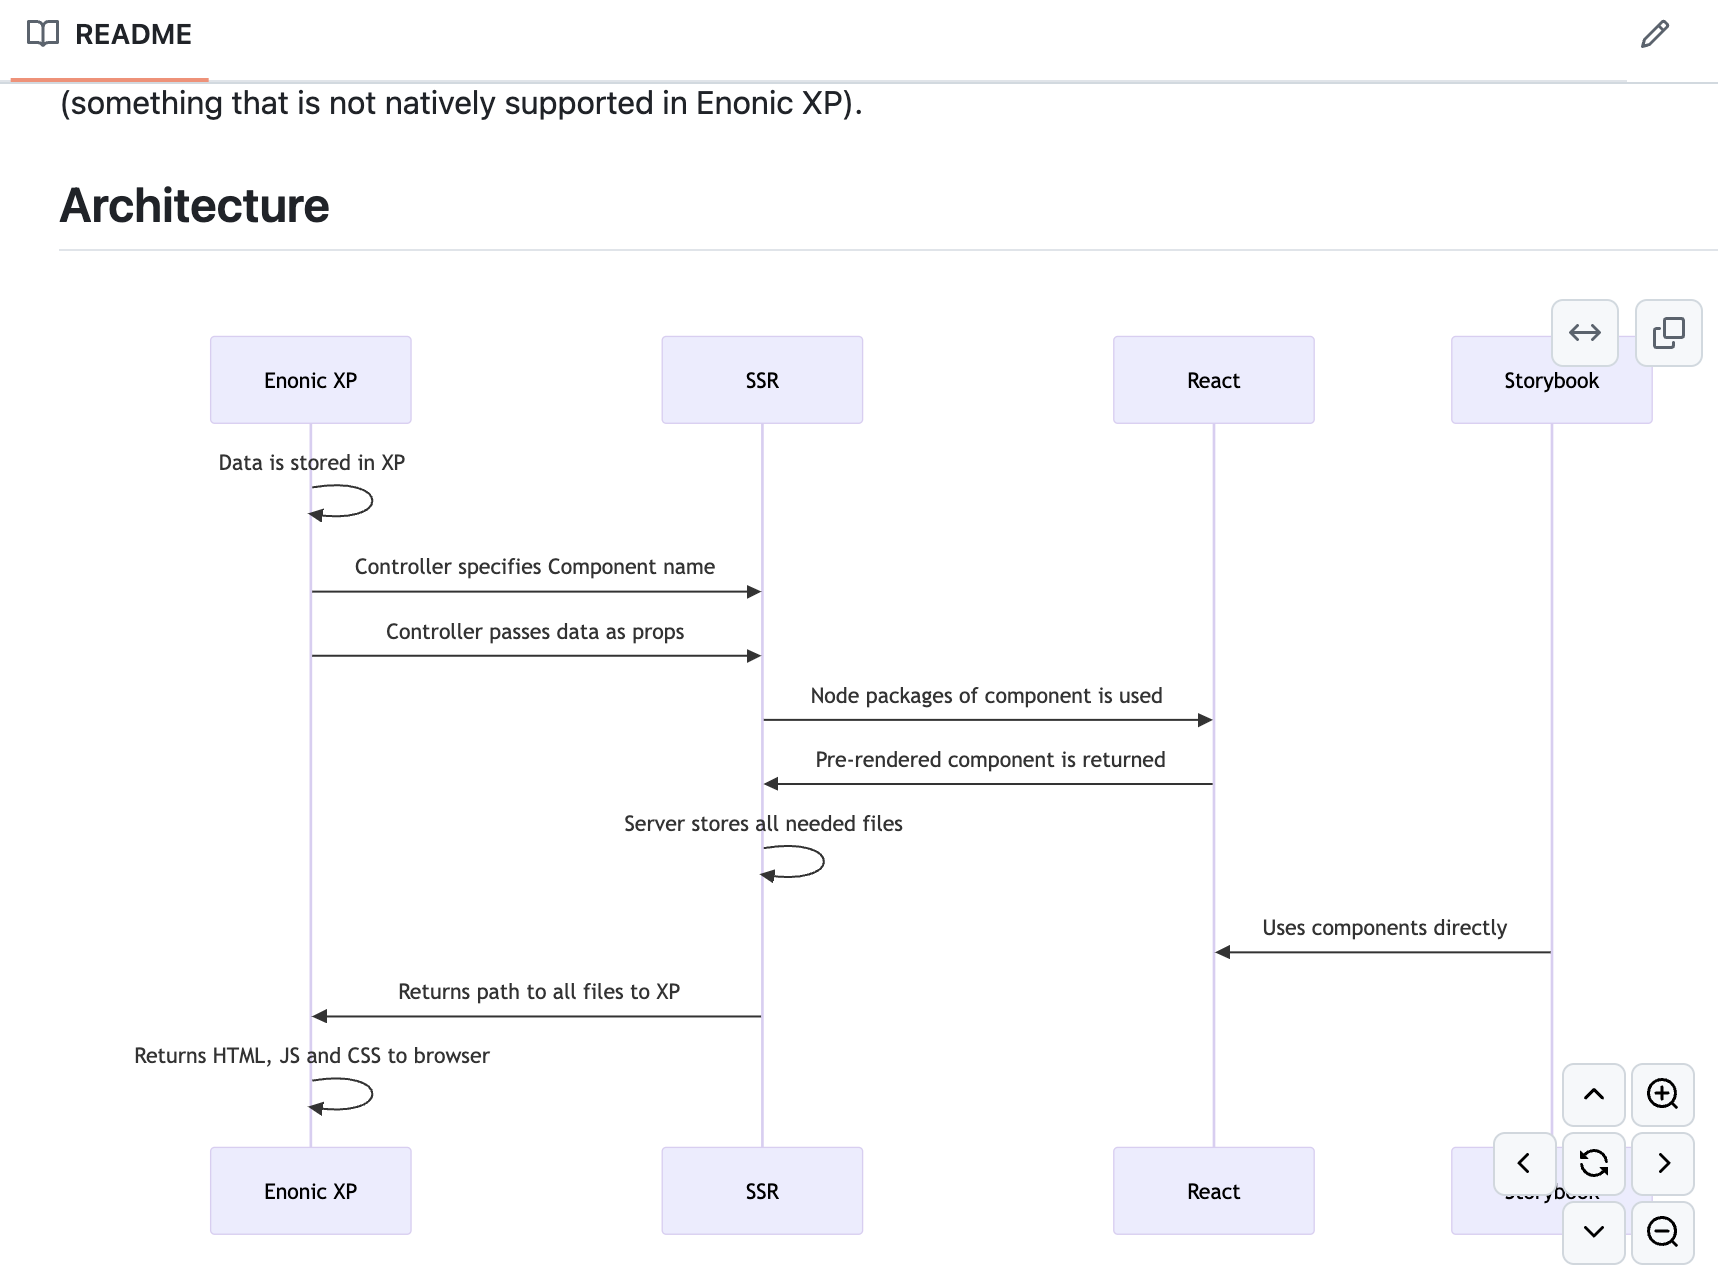 README
(something that is not natively supported in Enonic XP).
Architecture
Enonic XP
SSR
React
Storybook
Data is stored in XP
Controller specifies Component name
Controller passes data as props
Node packages of component is used
Pre-rendered component is returned
Server stores all needed files
Uses components directly
Returns path to all files to XP
Returns HTML, JS and CSS to browser
Enonic XP
SSR
React
Storybook